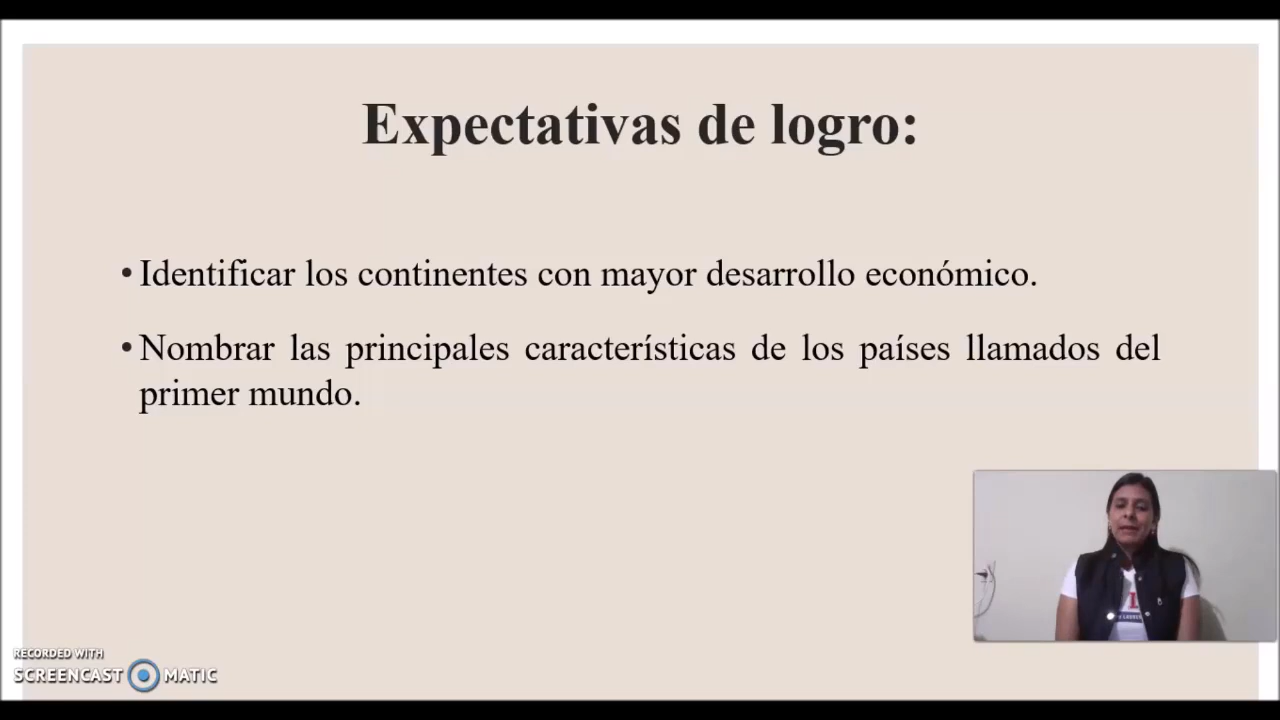 Expectativas de logro:
• Identificar los continentes con mayor desarrollo económico.
• Nombrar las principales características de los países llamados del
primer mundo.
RECORDED WITH
SCREENCAST MATIC